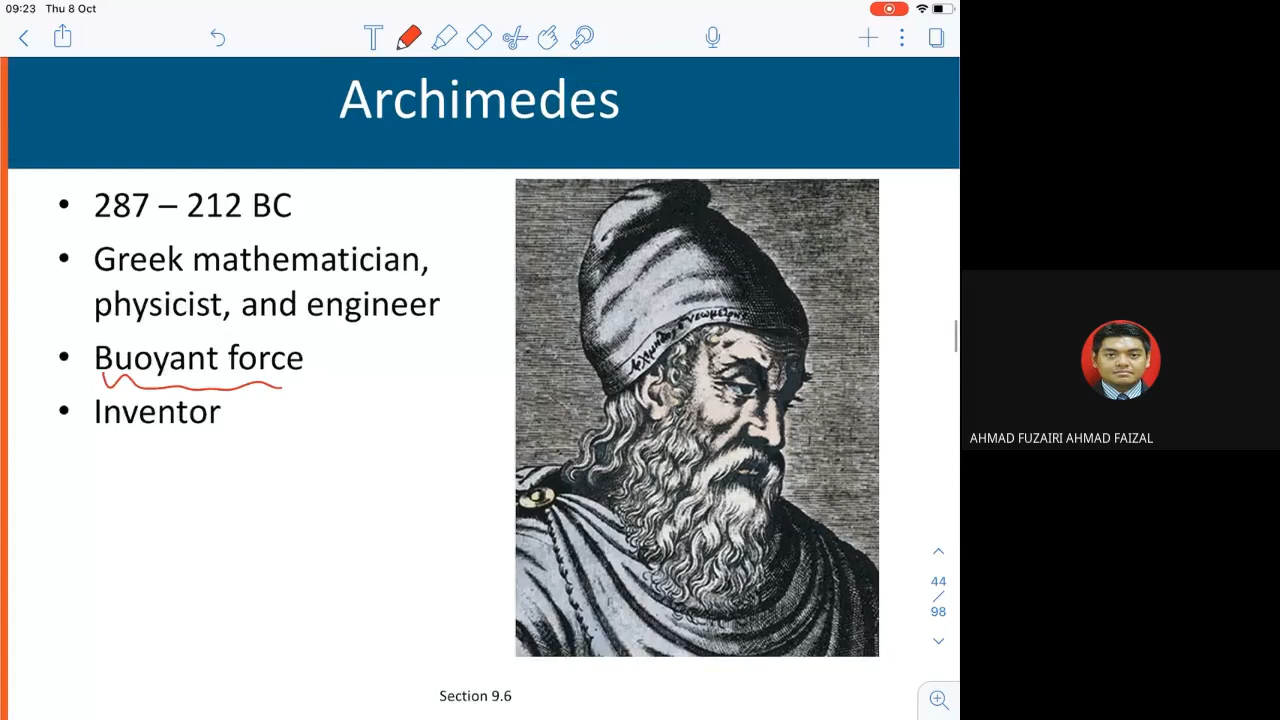 09:23 Thu 8 Oct
Archimedes
• 287 – 212 BC
• Greek mathematician,
physicist, and engineer
• Buoyant force
• Inventor
Section 9.6
44
/
98
AHMAD FUZAIRI AHMAD FAIZAL